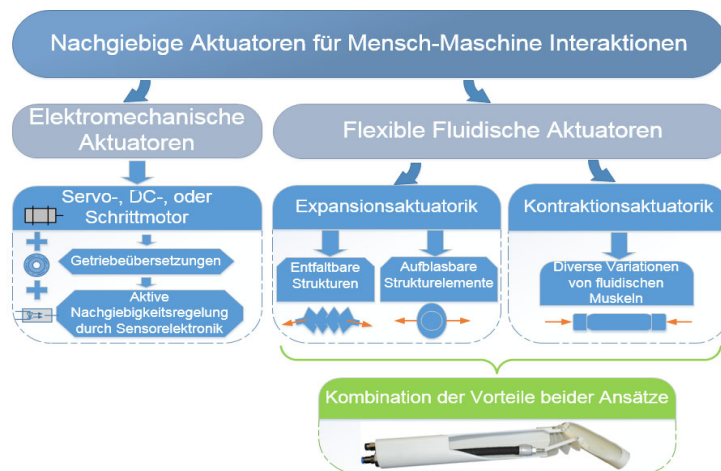 Nachgiebige Aktuatoren für Mensch-Maschine Interaktionen
Elektromechanische
Aktuatoren
Flexible Fluidische Aktuatoren
Servo-, DC-, oder
Schrittmotor
Getriebeübersetzungen
Aktive
Nachgiebigkeitsregelung
durch Sensorelektronik
Expansionsaktuatorik
Entfaltbare
Strukturen
Aufblasbare
Strukturelemente
Kontraktionsaktuatorik
Diverse Variationen
von fluidischen
Muskeln
Kombination der Vorteile beider Ansätze